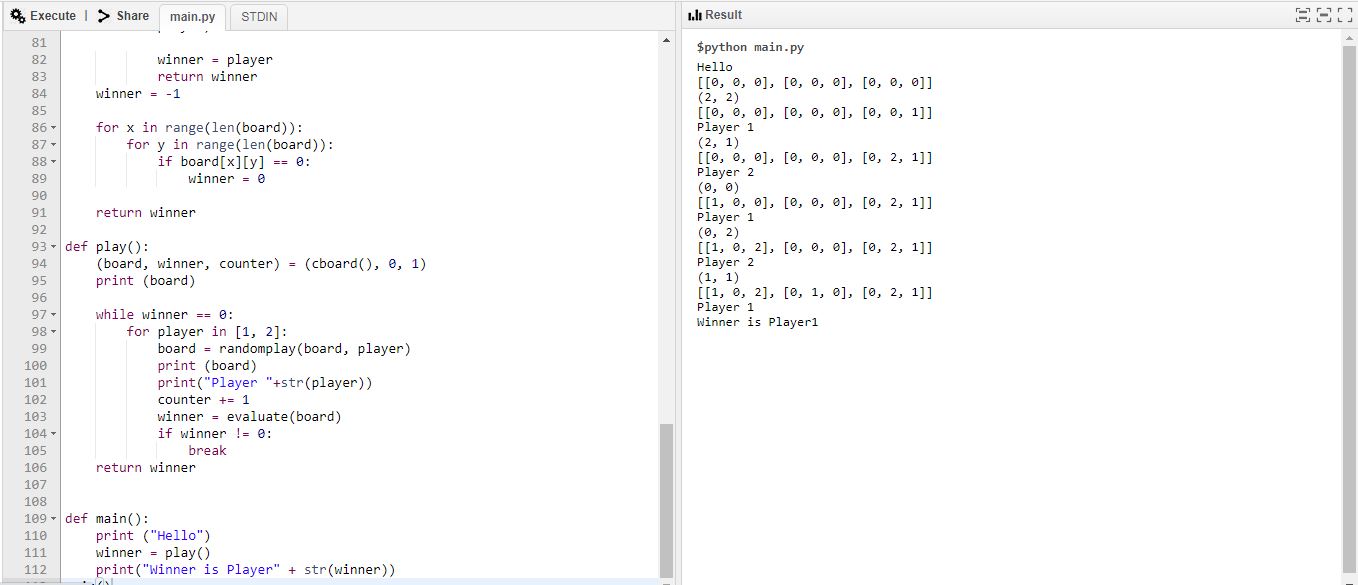 Execute | > Share main.py STDIN
81
82 winner = player
83 return winner
84 winner = -1
85
86 for x in range(len(board)):
87 for y in range(len(board)):
88 if board[x][y] == 0:
89 winner = 0
90
91 return winner
92
93 def play():
94 (board, winner, counter) = (cboard(), 0, 1)
95 print (board)
96
97 while winner == 0:
98 for player in [1, 2]:
99 board = randomplay(board, player)
100 print (board)
101 print("Player "+str(player))
102 counter += 1
103 winner = evaluate(board)
104 if winner != 0:
105 break
106 return winner
107
108
109 def main():
110 print ("Hello")
111 winner = play()
112 print("Winner is Player" + str(winner))
Result
$python main.py
Hello
[[0, 0, 0], [0, 0, 0], [0, 0, 0]]
(2, 2)
[[0, 0, 0], [0, 0, 0], [0, 0, 1]]
Player 1
(2, 1)
[[0, 0, 0], [0, 0, 0], [0, 2, 1]]
Player 2
(0, 0)
[[1, 0, 0], [0, 0, 0], [0, 2, 1]]
Player 1
(0, 2)
[[1, 0, 2], [0, 0, 0], [0, 2, 1]]
Player 2
(1, 1)
[[1, 0, 2], [0, 1, 0], [0, 2, 1]]
Player 1
Winner is Player1